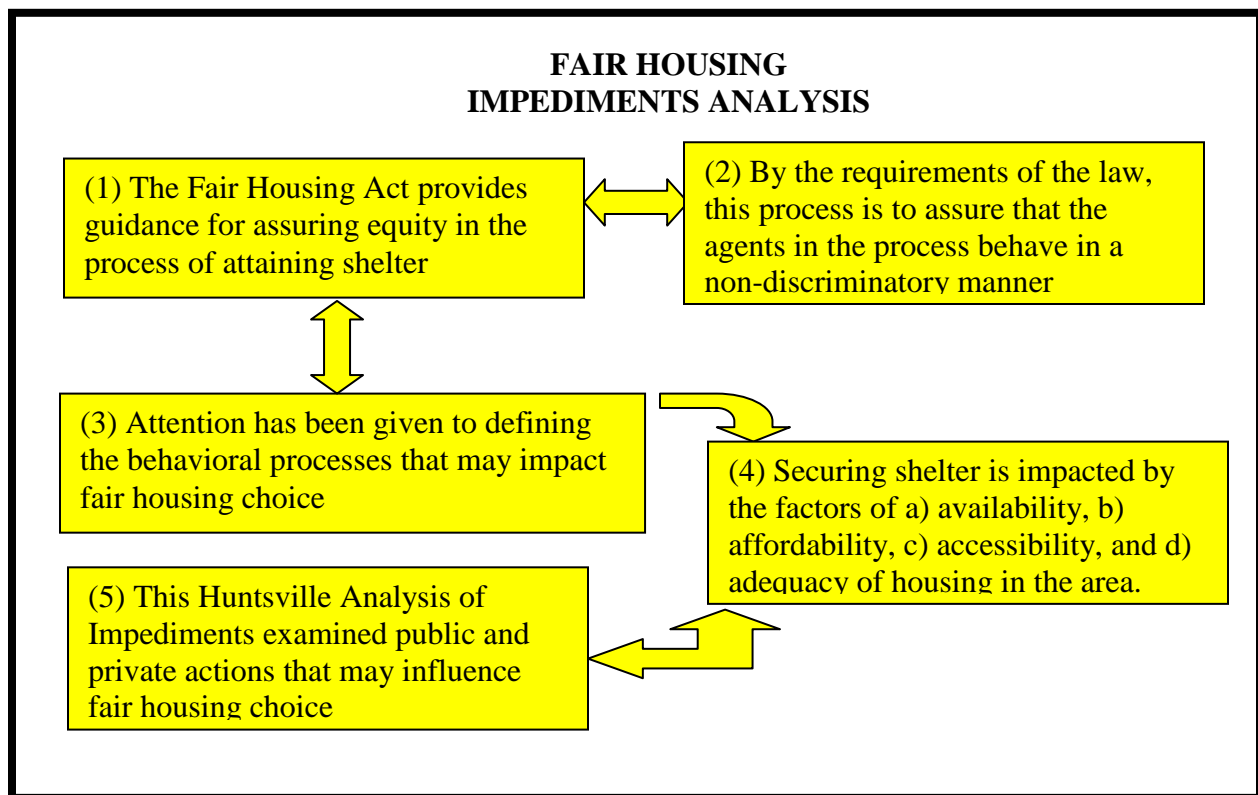 FAIR HOUSING
IMPEDIMENTS ANALYSIS
(1) The Fair Housing Act provides
guidance for assuring equity in the
process of attaining shelter
(2) By the requirements of the law,
this process is to assure that the
agents in the process behave in a
non-discriminatory manner
(3) Attention has been given to defining
the behavioral processes that may impact
fair housing choice
(4) Securing shelter is impacted by
the factors of a) availability, b)
affordability, c) accessibility, and d)
adequacy of housing in the area.
(5) This Huntsville Analysis of
Impediments examined public and
private actions that may influence
fair housing choice